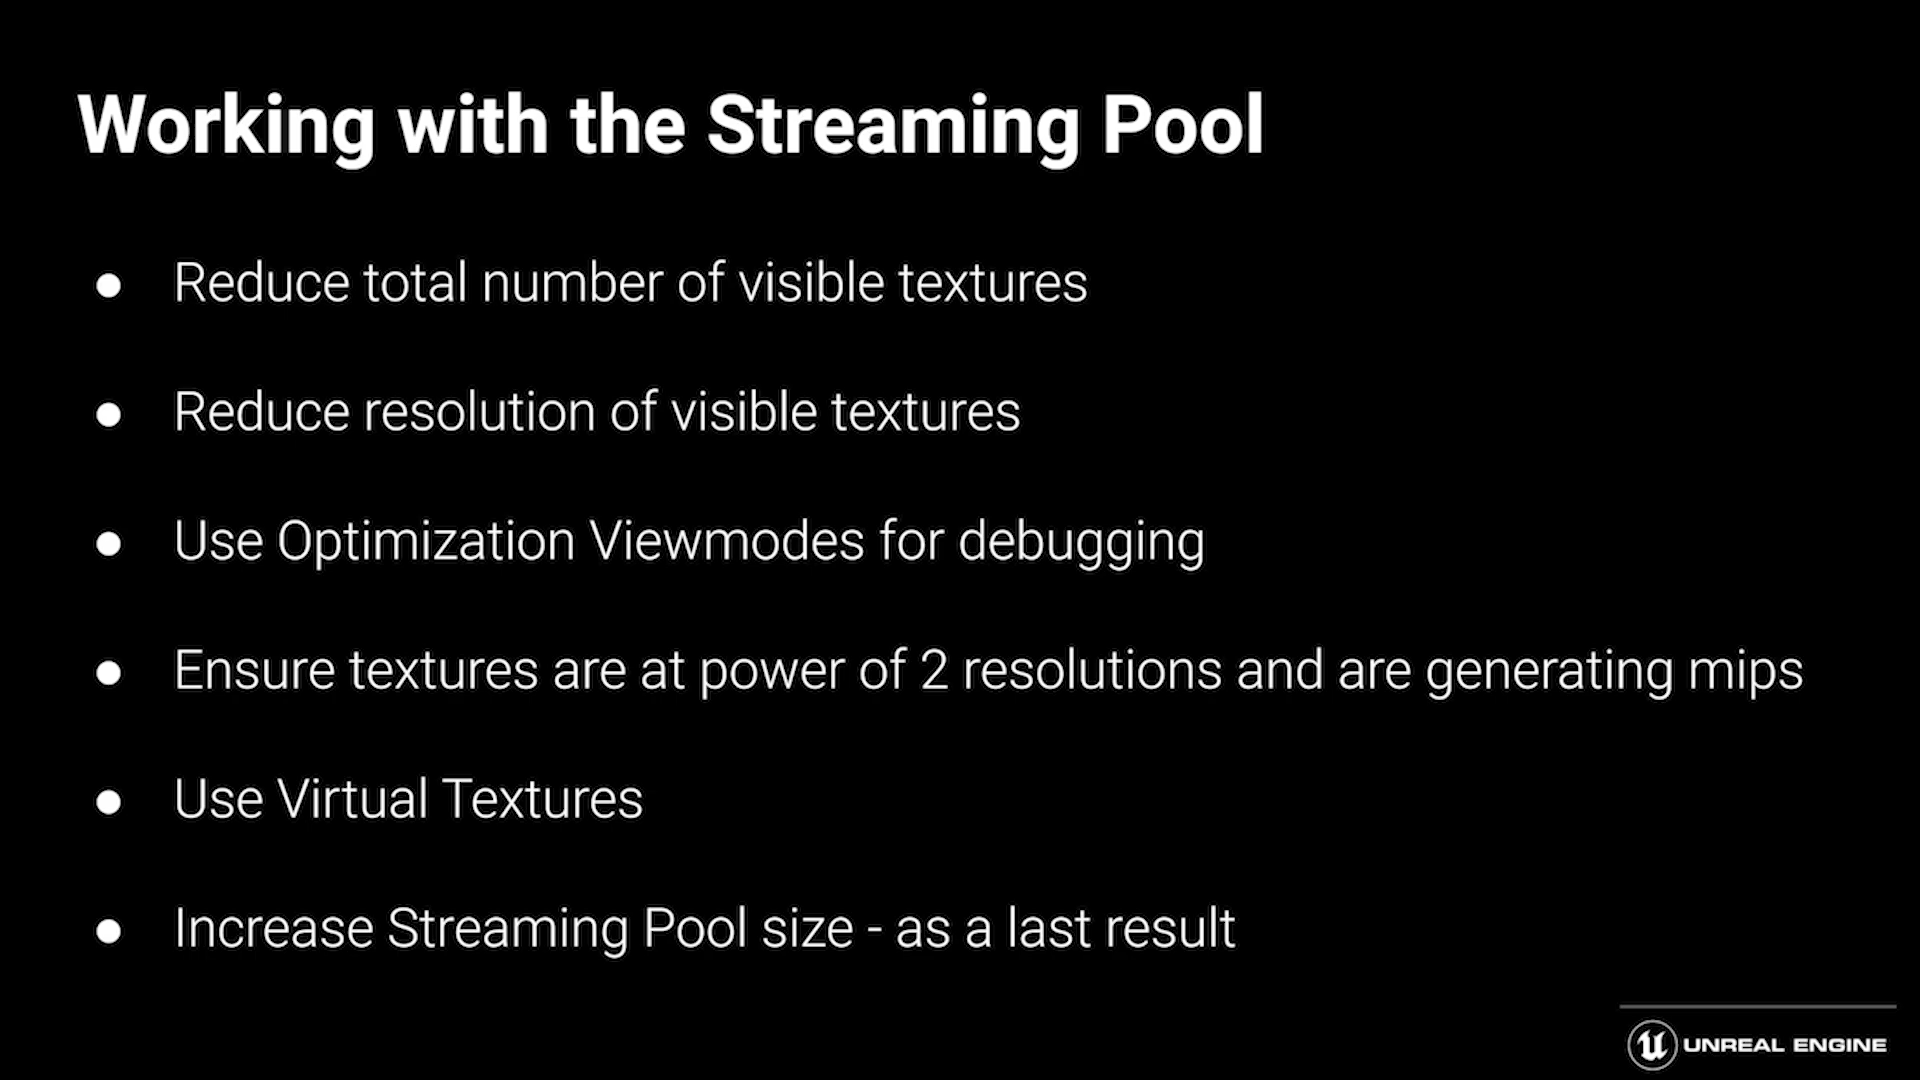 Working with the Streaming Pool
● Reduce total number of visible textures
● Reduce resolution of visible textures
● Use Optimization Viewmodes for debugging
● Ensure textures are at power of 2 resolutions and are generating mips
● Use Virtual Textures
● Increase Streaming Pool size - as a last result
UNREAL ENGINE